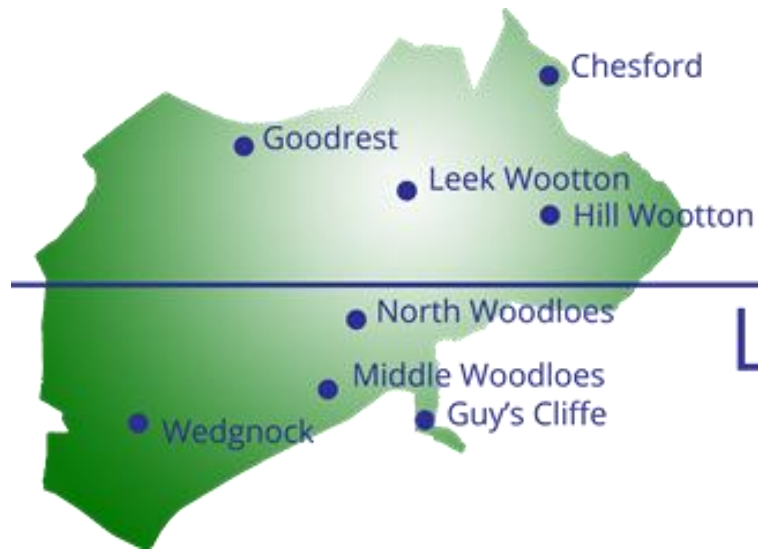 Chesford
Goodrest
Leek Wootton
Hill Wootton
North Woodloes
L
Middle Woodloes
Guy's Cliffe
Wedgnock